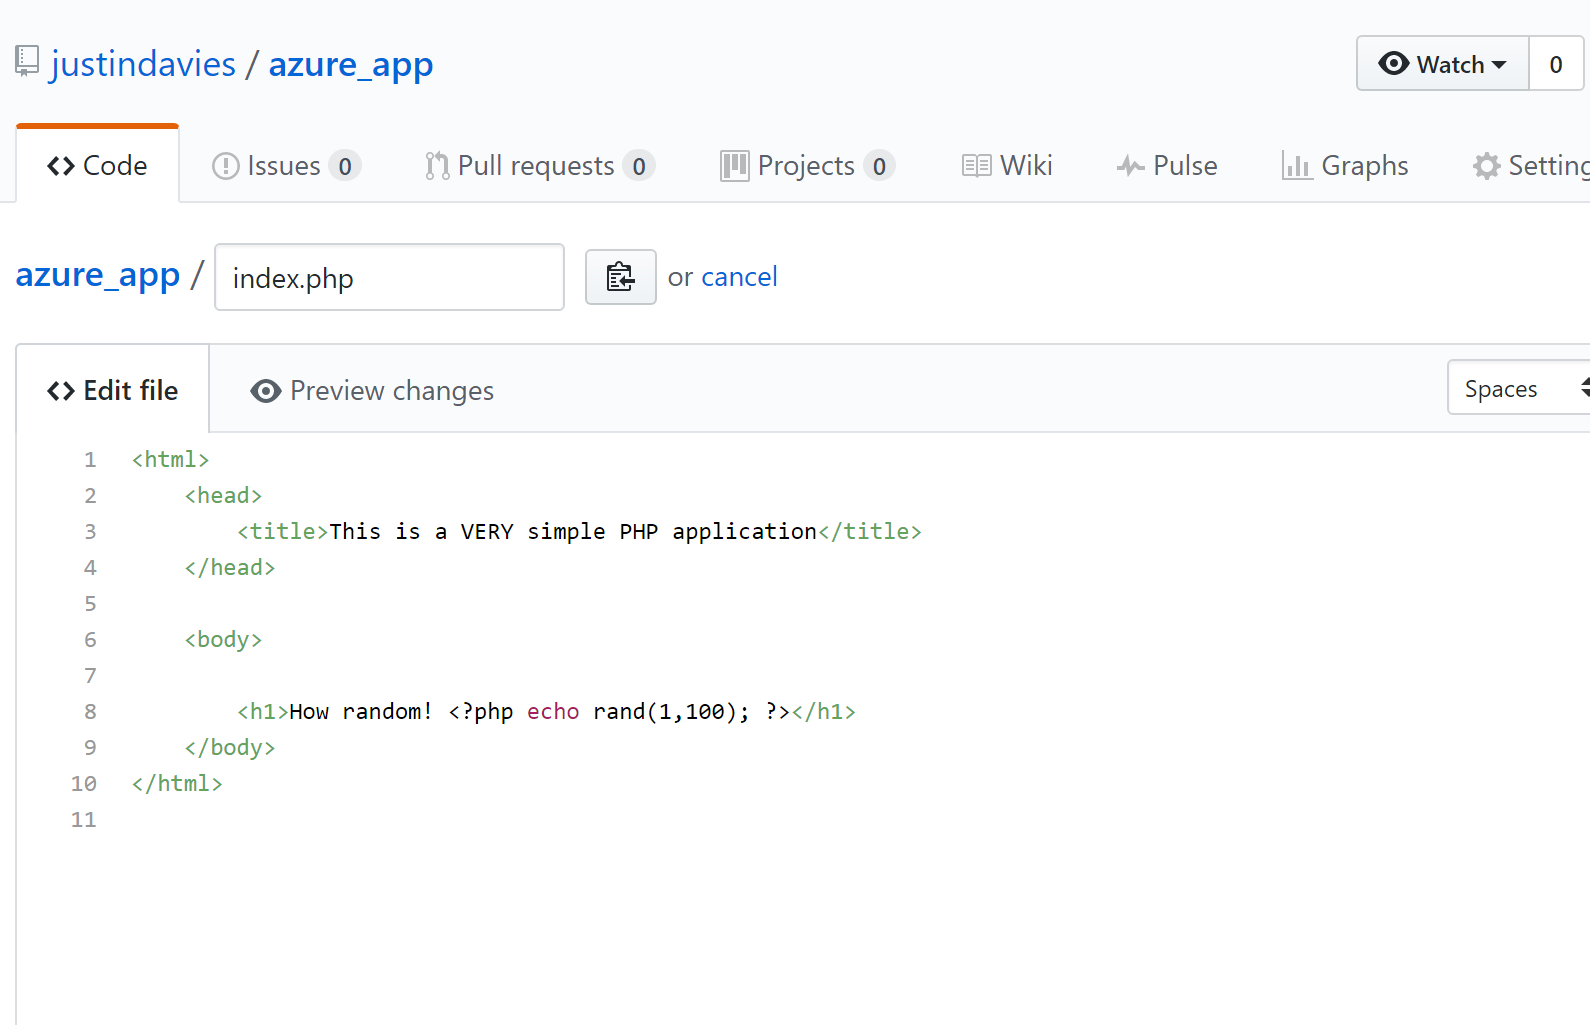 justindavies / azure_app
Watch 0
Code Issues 0 Pull requests 0 Projects 0 Wiki Pulse Graphs Setting
azure_app / index.php or cancel
Edit file Preview changes Spaces
1 <html>
2 <head>
3 <title>This is a VERY simple PHP application</title>
4 </head>
5
6 <body>
7
8 <h1>How random! <?php echo rand(1,100); ?></h1>
9 </body>
10 </html>
11